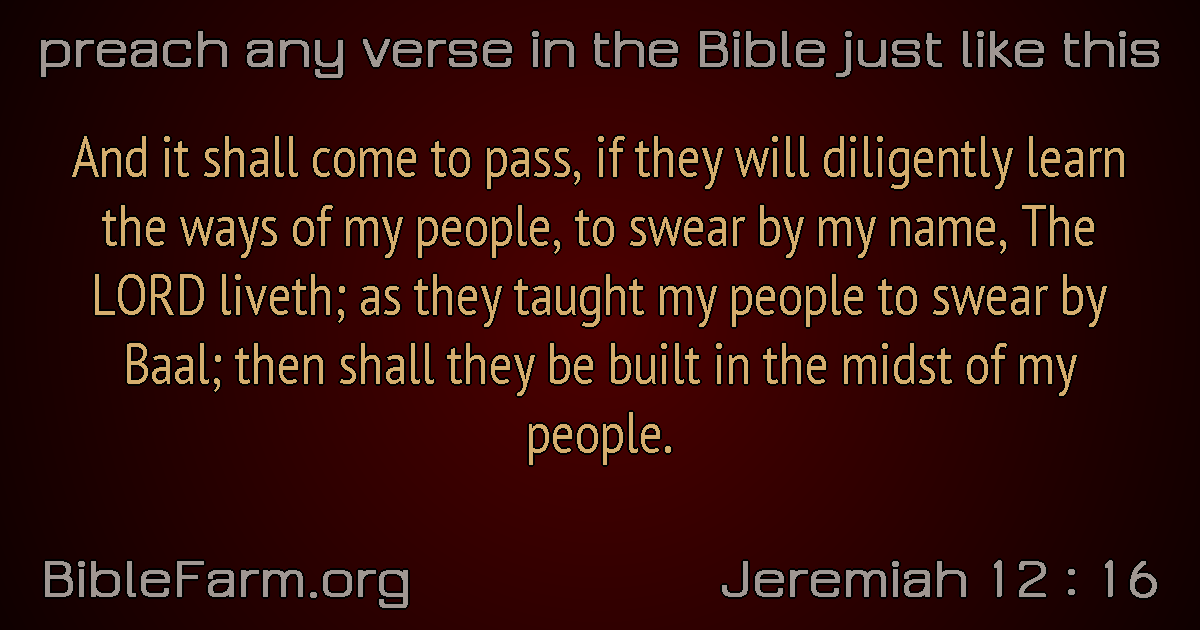 preach any verse in the Bible just like this
And it shall come to pass, if they will diligently learn
the ways of my people, to swear by my name, The
LORD liveth; as they taught my people to swear by
Baal; then shall they be built in the midst of my
people.
BibleFarm.org
Jeremiah 12 : 16